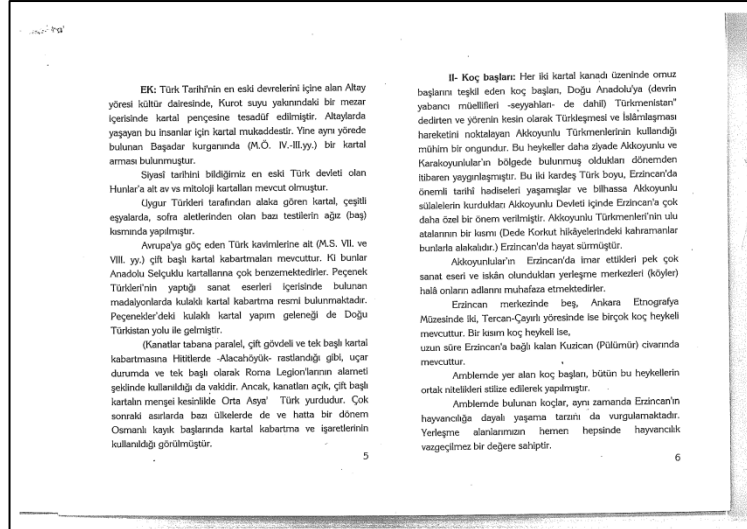 EK: Türk Tarihi'nin en eski devrelerini içine alan Altay
yöresi kültür dairesinde, Kurot suyu yakınındaki bir mezar
içerisinde kartal pençesine tesadüf edilmiştir. Altaylarda
yaşayan bu insanlar için kartal mukaddestir. Yine aynı yörede
bulunan Başadar kurganında (M.Ö. IV.-III.yy.) bir kartal
arması bulunmuştur.
Siyasî tarihini bildiğimiz en eski Türk devleti olan
Hunlar'a ait av vs mitoloji kartalları mevcut olmuştur.
Uygur Türkleri tarafından alaka gören kartal, çeşitli
eşyalarda, sofra aletlerinden olan bazı testilerin ağız (baş)
kısmında yapılmıştır.
Avrupa'ya göç eden Türk kavimlerine ait (M.S. VII. ve
VIII. yy.) çift başlı kartal kabartmaları mevcuttur. Ki bunlar
Anadolu Selçuklu kartallarına çok benzemektedirler. Peçenek
Türkleri'nin yaptığı sanat eserleri içerisinde bulunan
madalyonlarda kulaklı kartal kabartma resmi bulunmaktadır.
Peçenekler'deki kulaklı kartal yapım geleneği de Doğu
Türkistan yolu ile gelmiştir.
(Kanatlar tabana paralel, çift gövdeli ve tek başlı kartal
kabartmasına Hititlerde -Alacahöyük- rastlandığı gibi, uçar
durumda ve tek başlı olarak Roma Legion'larının alameti
şeklinde kullanıldığı da vakidir. Ancak, kanatları açık, çift başlı
kartalın menşei kesinlikle Orta Asya' Türk yurdudur. Çok
sonraki asırlarda bazı ülkelerde de ve hatta bir dönem
Osmanlı kayık başlarında kartal kabartma ve işaretlerinin
kullanıldığı görülmüştür.
5
II- Koç başları: Her iki kartal kanadı üzeninde omuz
başlarını teşkil eden koç başları, Doğu Anadolu'ya (devrin
yabancı müellifleri -seyyahları- de dahil) Türkmenistan"
dedirten ve yörenin kesin olarak Türkleşmesi ve İslâmlaşması
hareketini noktalayan Akkoyunlu Türkmenlerinin kullandığı
mühim bir ongundur. Bu heykeller daha ziyade Akkoyunlu ve
Karakoyunlular'ın bölgede bulunmuş oldukları dönemden
itibaren yaygınlaşmıştır. Bu iki kardeş Türk boyu, Erzincan'da
önemli tarihî hadiseleri yaşamışlar ve bilhassa Akkoyunlu
sülalelerin kurdukları Akkoyunlu Devleti içinde Erzincan'a çok
daha özel bir önem verilmiştir. Akkoyunlu Türkmenleri'nin ulu
atalarının bir kısmı (Dede Korkut hikâyelerindeki kahramanlar
bunlarla alakalıdır.) Erzincan'da hayat sürmüştür.
Akkoyunlular'ın Erzincan'da imar ettikleri pek çok
sanat eseri ve iskân olundukları yerleşme merkezleri (köyler)
halâ onların adlarını muhafaza etmektedirler.
Erzincan merkezinde beş, Ankara Etnografya
Müzesinde iki, Tercan-Çayırlı yöresinde ise birçok koç heykeli
mevcuttur. Bir kısım koç heykeli ise,
uzun süre Erzincan'a bağlı kalan Kuzican (Pülümür) civarında
mevcuttur.
Amblemde yer alan koç başları, bütün bu heykellerin
ortak nitelikleri stilize edilerek yapılmıştır.
Amblemde bulunan koçlar, aynı zamanda Erzincan'ın
hayvancılığa dayalı yaşama tarzını da vurgulamaktadır.
Yerleşme alanlarımızın hemen hepsinde hayvancılık
vazgeçilmez bir değere sahiptir.
6